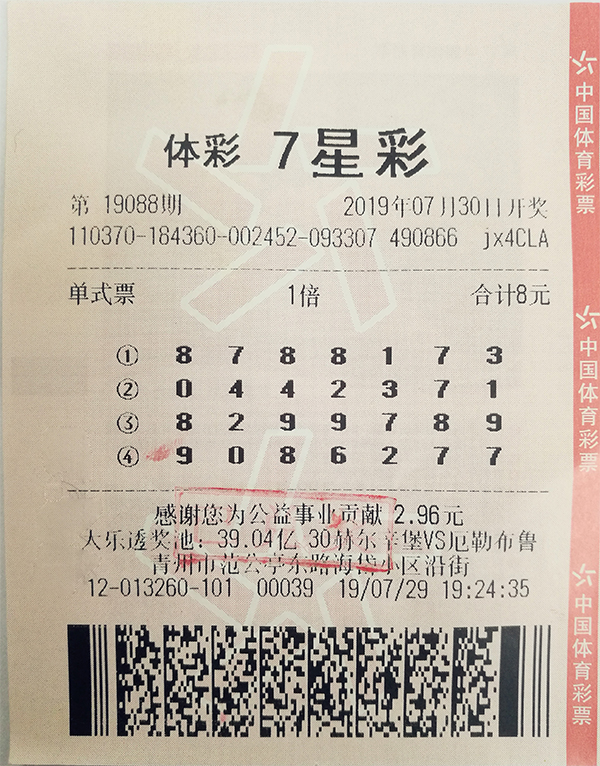 体彩 7星彩
第 19088期 2019年07月30日开奖
110370-184360-002452-093307 490866 jx4CLA
单式票 1倍 合计8元
① 8 7 8 8 1 7 3
② 0 4 4 2 3 7 1
③ 8 2 9 9 7 8 9
④ 9 0 8 6 2 7 7
感谢您为公益事业贡献 2.96元
大乐透奖池: 39.04亿 30赫尔辛堡VS厄勒布鲁
青州市范公亭东路海岱小区沿街
12-013260-101 00039 19/07/29 19:24:35
中国体育彩票
中国体育彩票
中国体育彩票